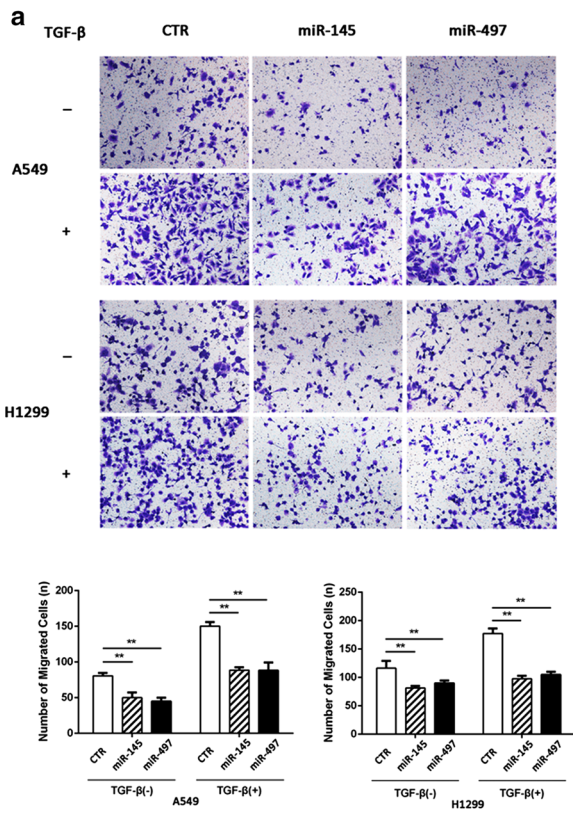 a
TGF-β CTR miR-145 miR-497
–
A549
+
–
H1299
+
Number of Migrated Cells (n)
200
150
100
50
0
**
**
**
**
CTR miR-145 miR-497 CTR miR-145 miR-497
TGF-β(-) TGF-β(+)
A549
Number of Migrated Cells (n)
250
200
150
100
50
0
**
**
**
**
CTR miR-145 miR-497 CTR miR-145 miR-497
TGF-β(-) TGF-β(+)
H1299